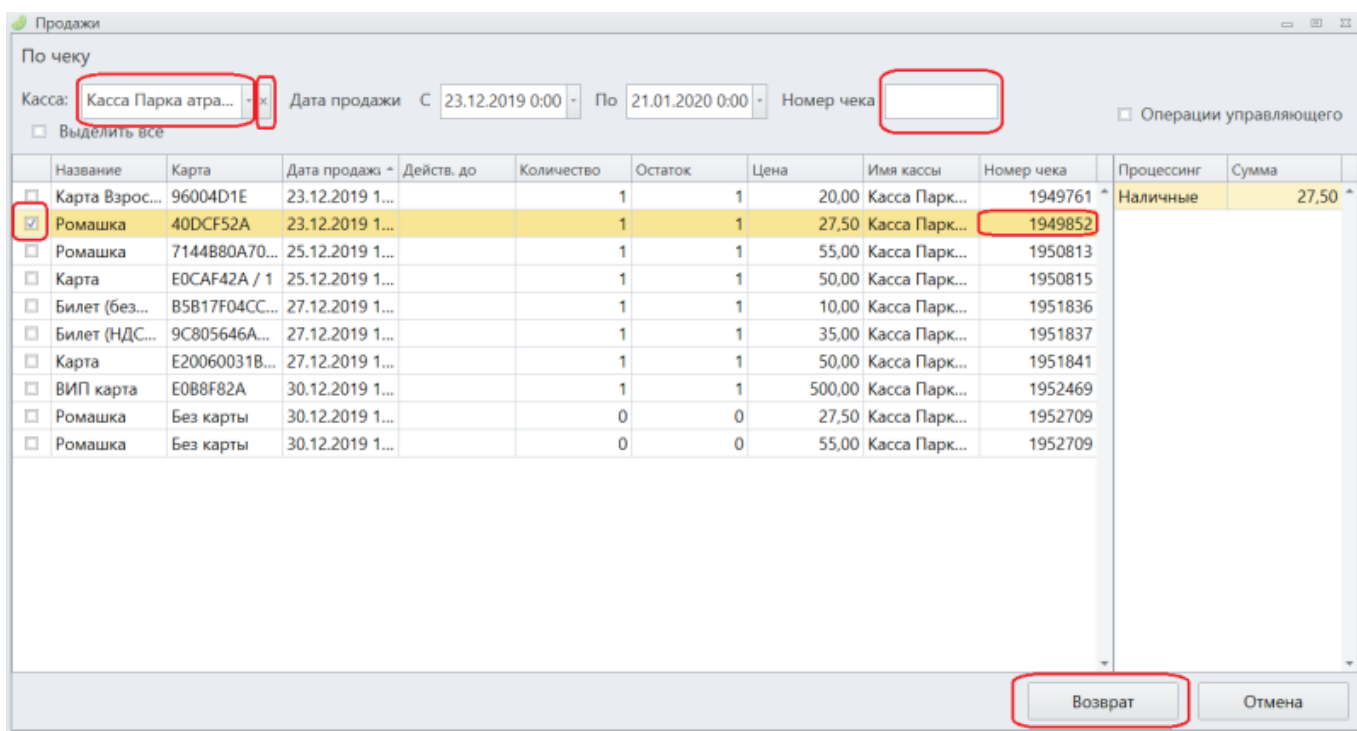 Продажи
По чеку
Касса: Касса Парка атра... Дата продажи С 23.12.2019 0:00 По 21.01.2020 0:00 Номер чека Операции управляющего
Выделить все
Название Карта Дата продажи Действ. до Количество Остаток Цена Имя кассы Номер чека Процессинг Сумма
Карта Взрос... 96004D1E 23.12.2019 1... 1 1 20,00 Касса Парк... 1949761 Наличные 27,50
Ромашка 40DCF52A 23.12.2019 1... 1 1 27,50 Касса Парк... 1949852
Ромашка 7144B80A70... 25.12.2019 1... 1 1 55,00 Касса Парк... 1950813
Карта E0CAF42A / 1 25.12.2019 1... 1 1 50,00 Касса Парк... 1950815
Билет (без... B5B17F04CC... 27.12.2019 1... 1 1 10,00 Касса Парк... 1951836
Билет (НДС... 9C805646A... 27.12.2019 1... 1 1 35,00 Касса Парк... 1951837
Карта E20060031B... 27.12.2019 1... 1 1 50,00 Касса Парк... 1951841
ВИП карта E0B8F82A 30.12.2019 1... 1 1 500,00 Касса Парк... 1952469
Ромашка Без карты 30.12.2019 1... 0 0 27,50 Касса Парк... 1952709
Ромашка Без карты 30.12.2019 1... 0 0 55,00 Касса Парк... 1952709
Возврат Отмена